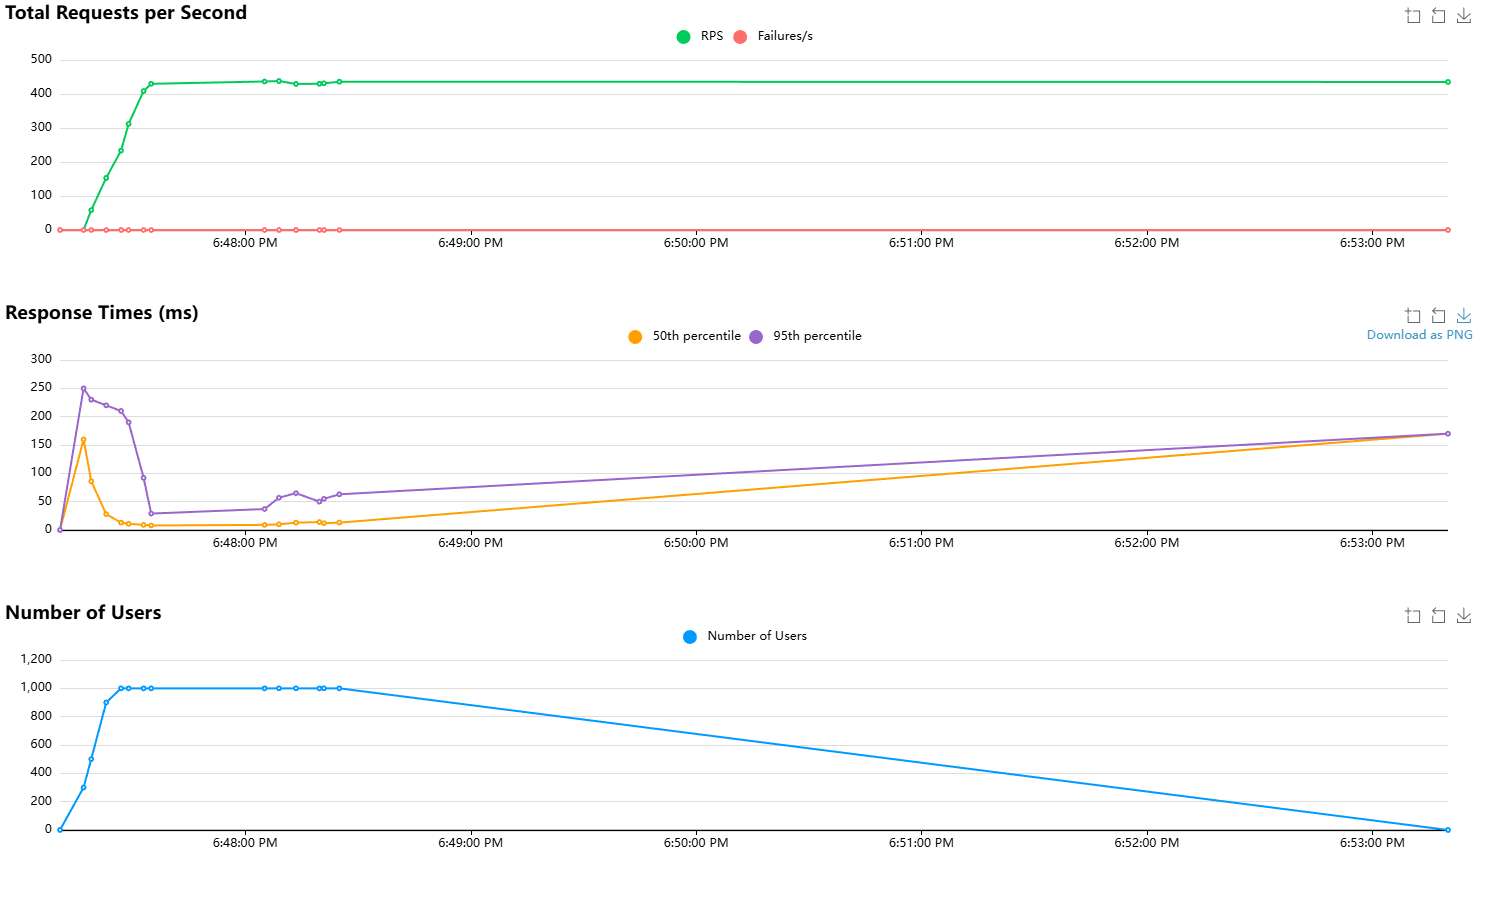 Total Requests per Second
RPS Failures/s
500
400
300
200
100
0
6:48:00 PM 6:49:00 PM 6:50:00 PM 6:51:00 PM 6:52:00 PM 6:53:00 PM
Response Times (ms)
50th percentile 95th percentile
Download as PNG
300
250
200
150
100
50
0
6:48:00 PM 6:49:00 PM 6:50:00 PM 6:51:00 PM 6:52:00 PM 6:53:00 PM
Number of Users
Number of Users
1,200
1,000
800
600
400
200
0
6:48:00 PM 6:49:00 PM 6:50:00 PM 6:51:00 PM 6:52:00 PM 6:53:00 PM